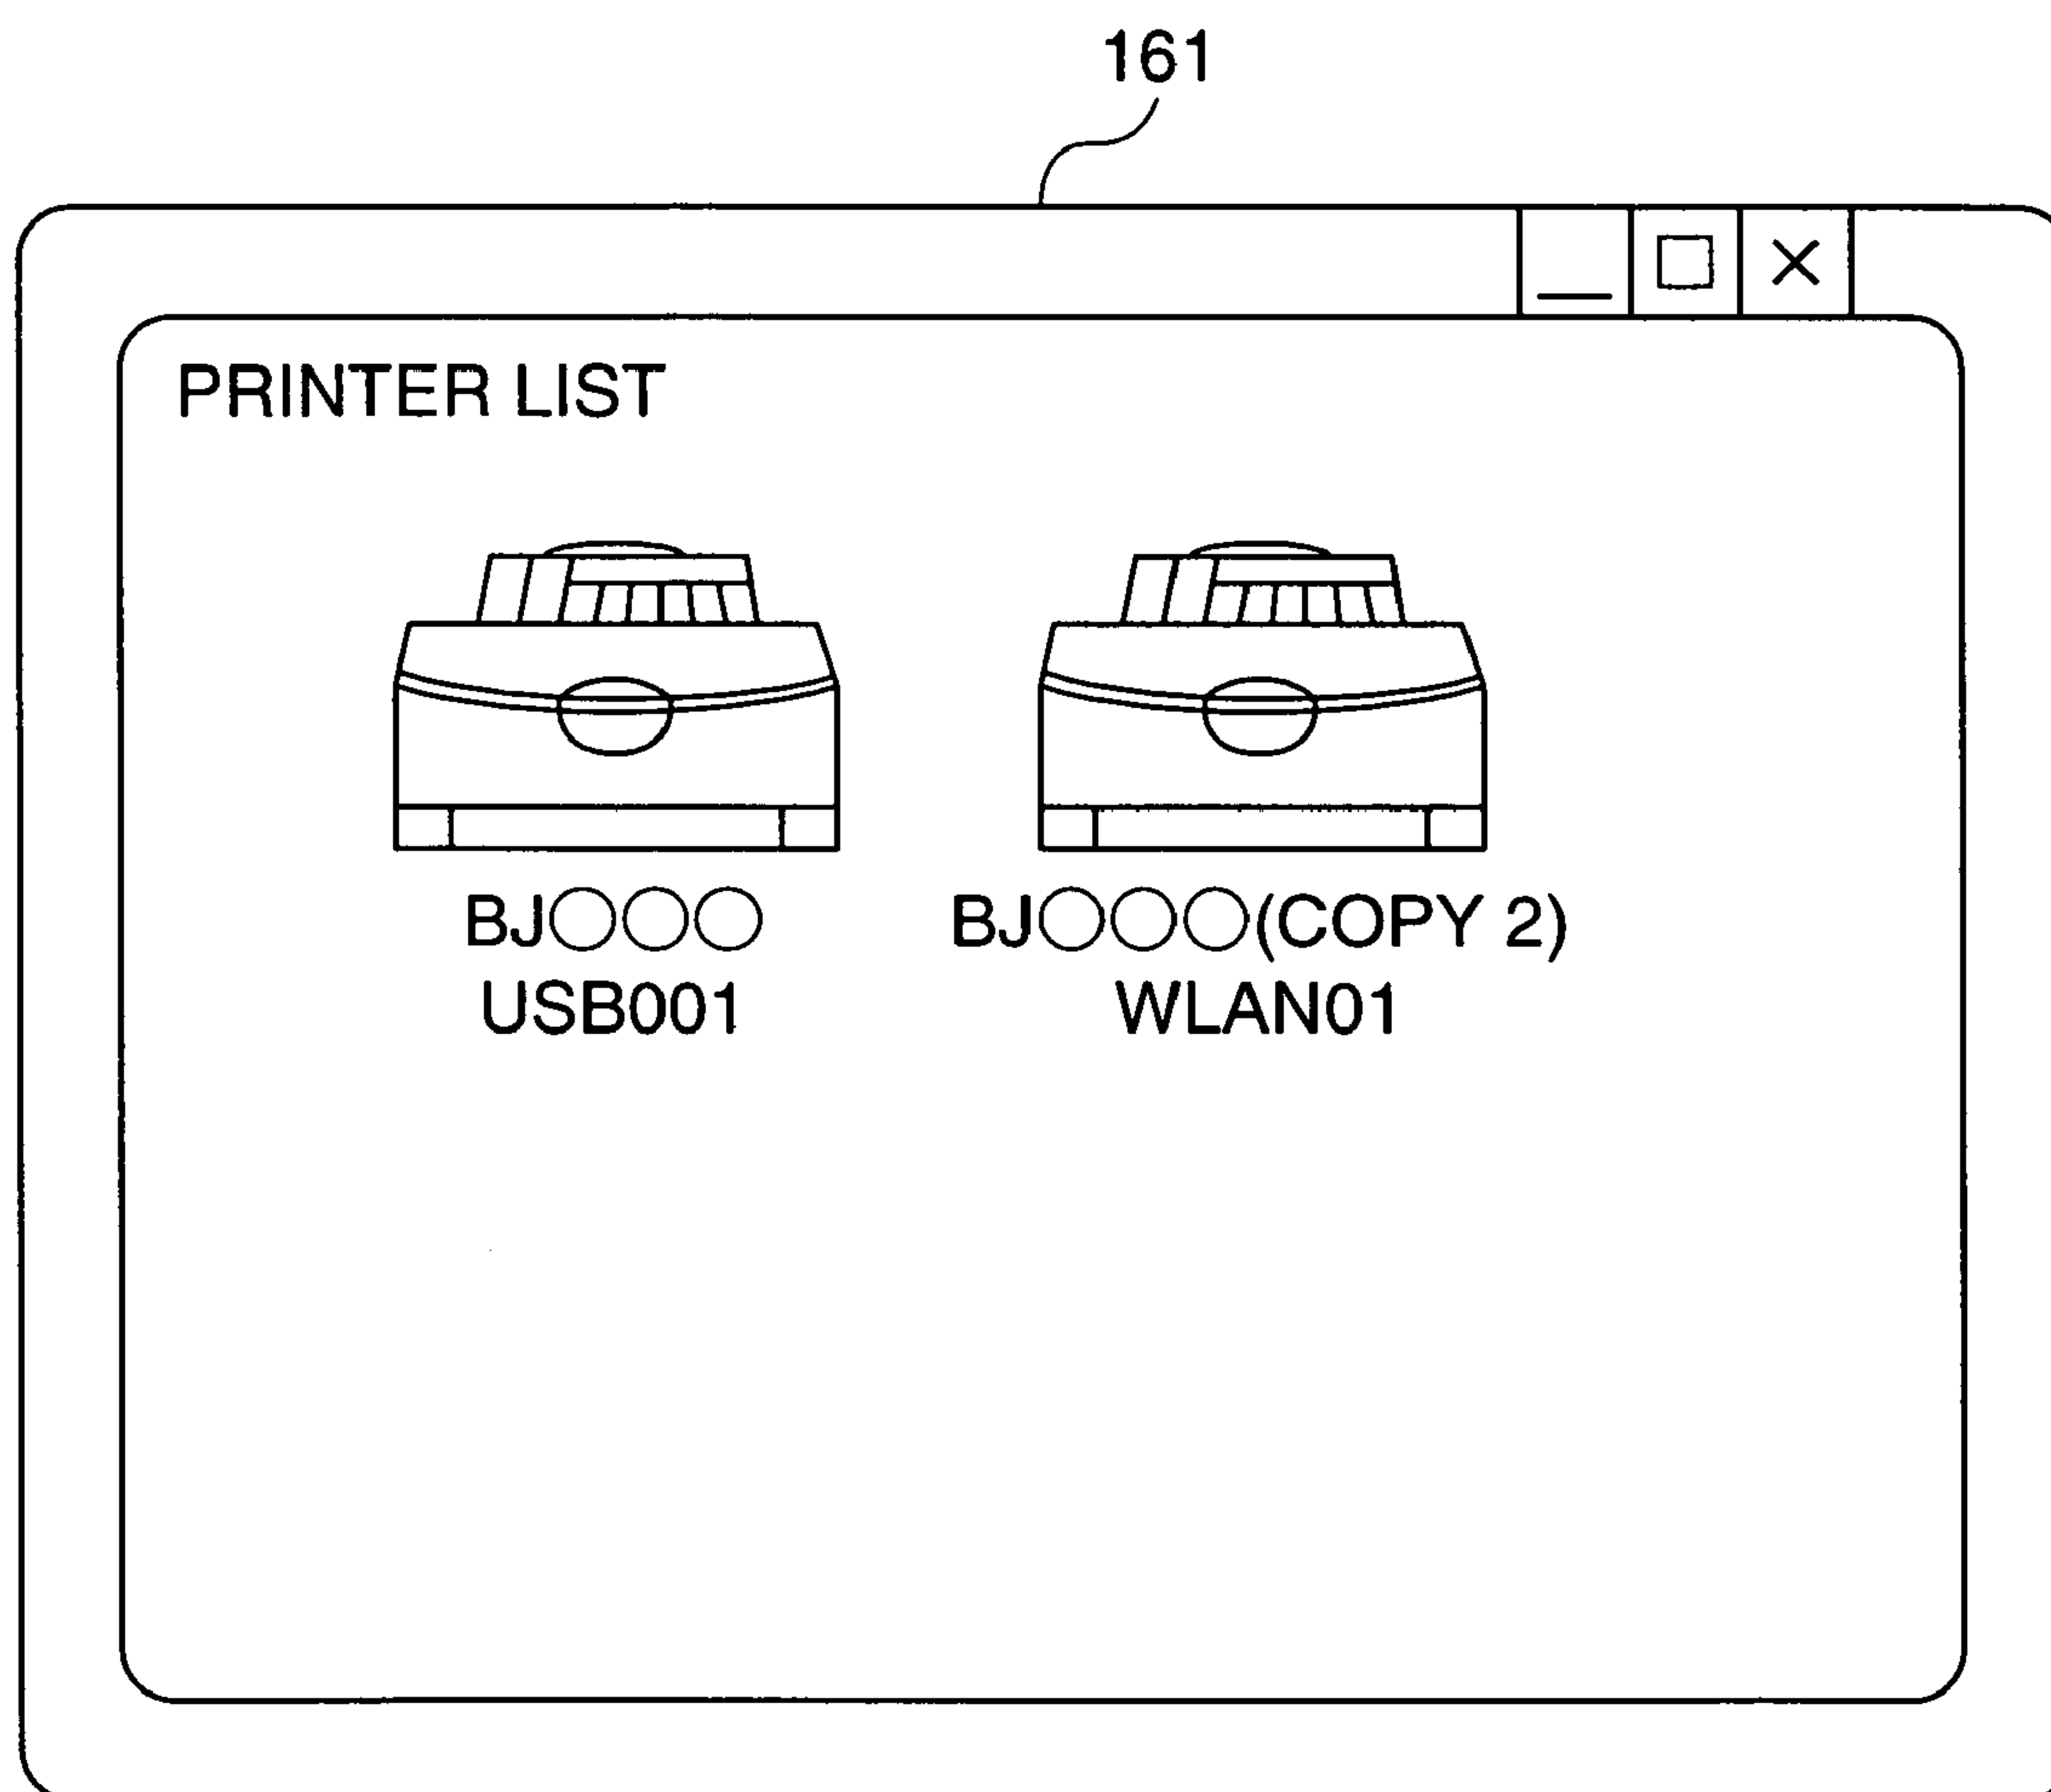 161
PRINTER LIST
BJ○○○ BJ○○○(COPY 2)
USB001 WLAN01